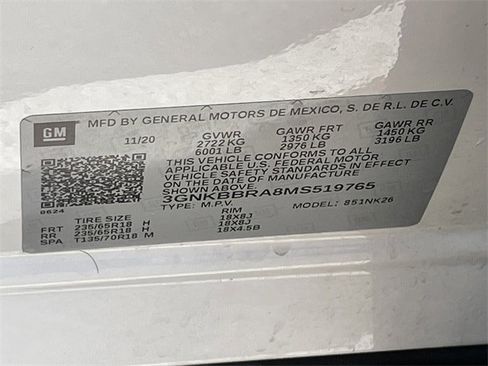 GM
MFD BY GENERAL MOTORS DE MEXICO, S. DE R.L. DE C.V.
11/20 GVWR GAWR FRT GAWR RR
2722 KG 1350 KG 1450 KG
6001 LB 2976 LB 3196 LB
THIS VEHICLE CONFORMS TO ALL
APPLICABLE U.S. FEDERAL MOTOR
VEHICLE SAFETY STANDARDS IN EFFECT
ON THE DATE OF MANUFACTURE SHOWN ABOVE.
3GNKBBRA8MS519765
0624 TYPE: M.P.V. MODEL: 851NK26
TIRE SIZE RIM
FRT 235/65R18 H 18X8J
RR 235/65R18 H 18X8J
SPA T135/70R18 M 18X4.5B